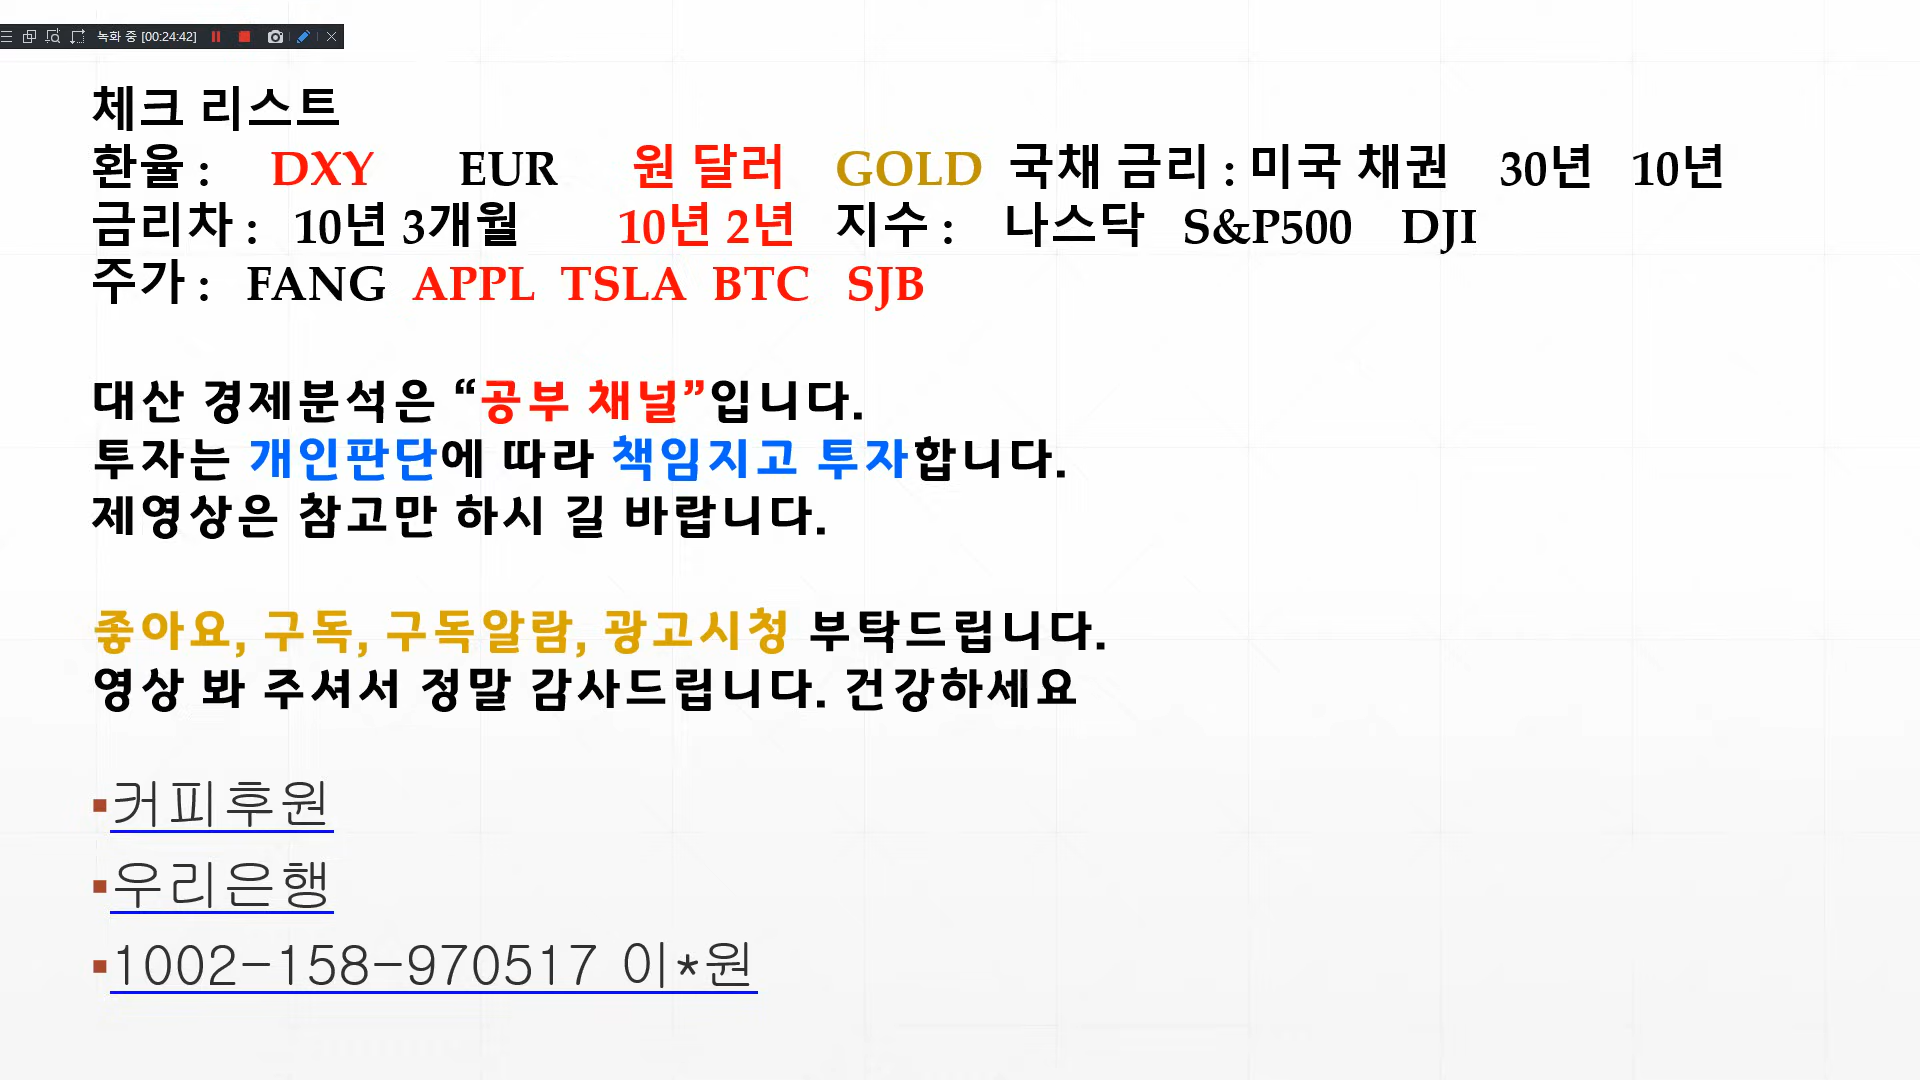 녹화 중 [00:24:42]
체크 리스트
환율 : DXY EUR 원 달러 GOLD 국채 금리 : 미국 채권 30년 10년
금리차 : 10년 3개월 10년 2년 지수 : 나스닥 S&P500 DJI
주가 : FANG APPL TSLA BTC SJB
대산 경제분석은 “공부 채널”입니다.
투자는 개인판단에 따라 책임지고 투자합니다.
제영상은 참고만 하시 길 바랍니다.
좋아요, 구독, 구독알람, 광고시청 부탁드립니다.
영상 봐 주셔서 정말 감사드립니다. 건강하세요
▪커피후원
▪우리은행
▪1002-158-970517 이*원